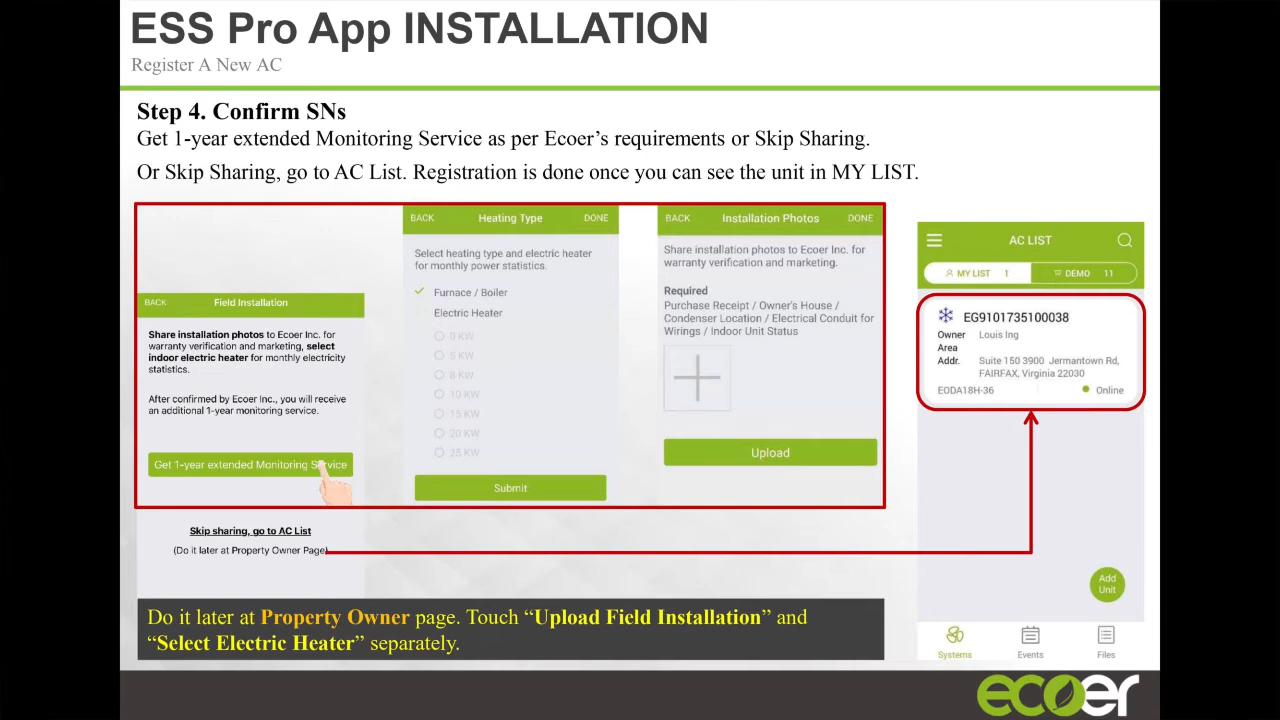 ESS Pro App INSTALLATION
Register A New AC
Step 4. Confirm SNs
Get 1-year extended Monitoring Service as per Ecoer’s requirements or Skip Sharing.
Or Skip Sharing, go to AC List. Registration is done once you can see the unit in MY LIST.
BACK Field Installation
Share installation photos to Ecoer Inc. for
warranty verification and marketing, select
indoor electric heater for monthly electricity
statistics.
After confirmed by Ecoer Inc., you will receive
an additional 1-year monitoring service.
Get 1-year extended Monitoring Service
Skip sharing, go to AC List
(Do it later at Property Owner Page)
BACK Heating Type DONE
Select heating type and electric heater
for monthly power statistics.
Furnace / Boiler
Electric Heater
0 KW
5 KW
8 KW
10 KW
15 KW
20 KW
25 KW
Submit
BACK Installation Photos DONE
Share installation photos to Ecoer Inc. for
warranty verification and marketing.
Required
Purchase Receipt / Owner's House /
Condenser Location / Electrical Conduit for
Wirings / Indoor Unit Status
Upload
AC LIST
MY LIST 1 DEMO 11
EG9101735100038
Owner Louis Ing
Area
Addr. Suite 150 3900 Jermantown Rd,
FAIRFAX, Virginia 22030
EODA18H-36 Online
Add
Unit
Systems Events Files
Do it later at Property Owner page. Touch “Upload Field Installation” and
“Select Electric Heater” separately.
ecoer